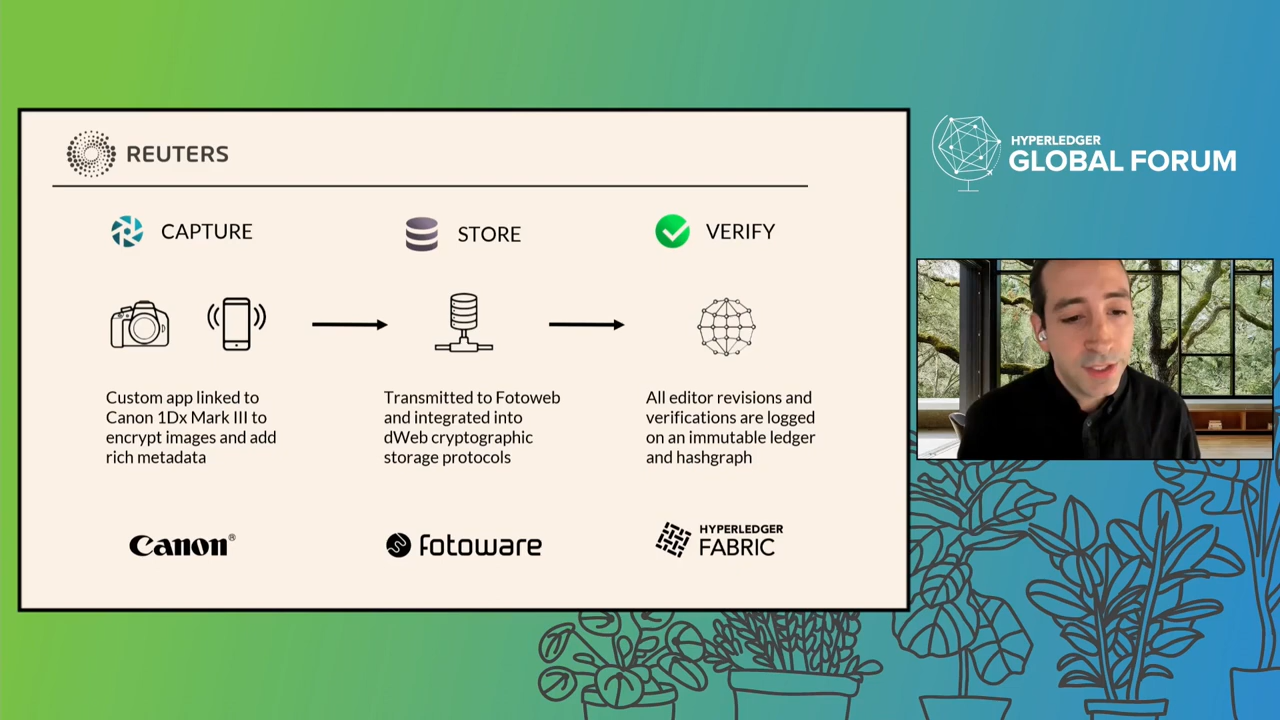 REUTERS
CAPTURE
STORE
VERIFY
Custom app linked to
Canon 1Dx Mark III to
encrypt images and add
rich metadata
Transmitted to Fotoweb
and integrated into
dWeb cryptographic
storage protocols
All editor revisions and
verifications are logged
on an immutable ledger
and hashgraph
Canon®
fotoware
HYPERLEDGER
FABRIC
HYPERLEDGER
GLOBAL FORUM